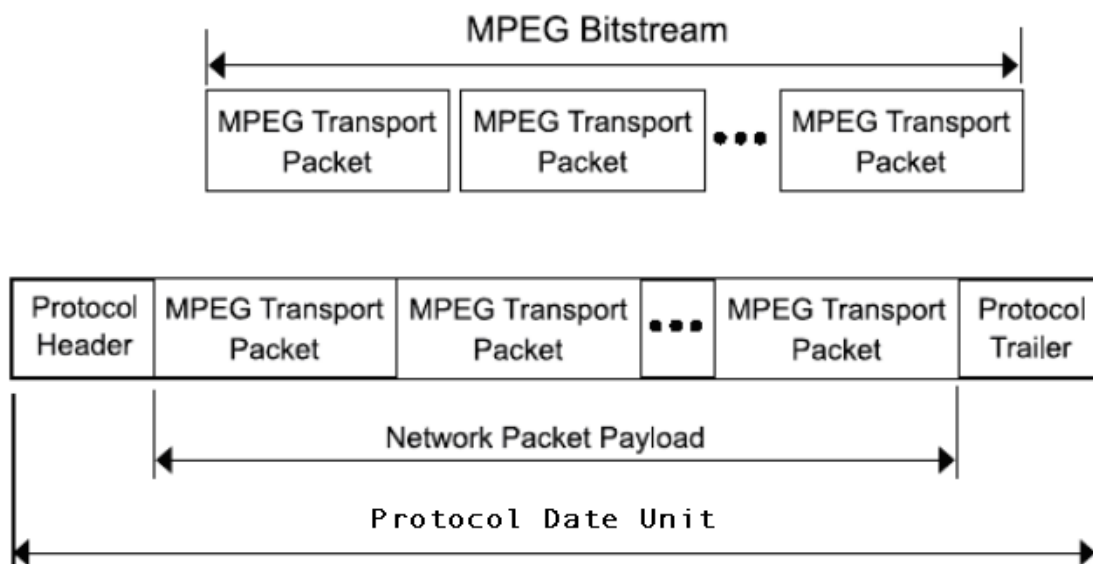 MPEG Bitstream
MPEG Transport Packet
MPEG Transport Packet
•••
MPEG Transport Packet
Protocol Header
MPEG Transport Packet
MPEG Transport Packet
•••
MPEG Transport Packet
Protocol Trailer
Network Packet Payload
Protocol Date Unit